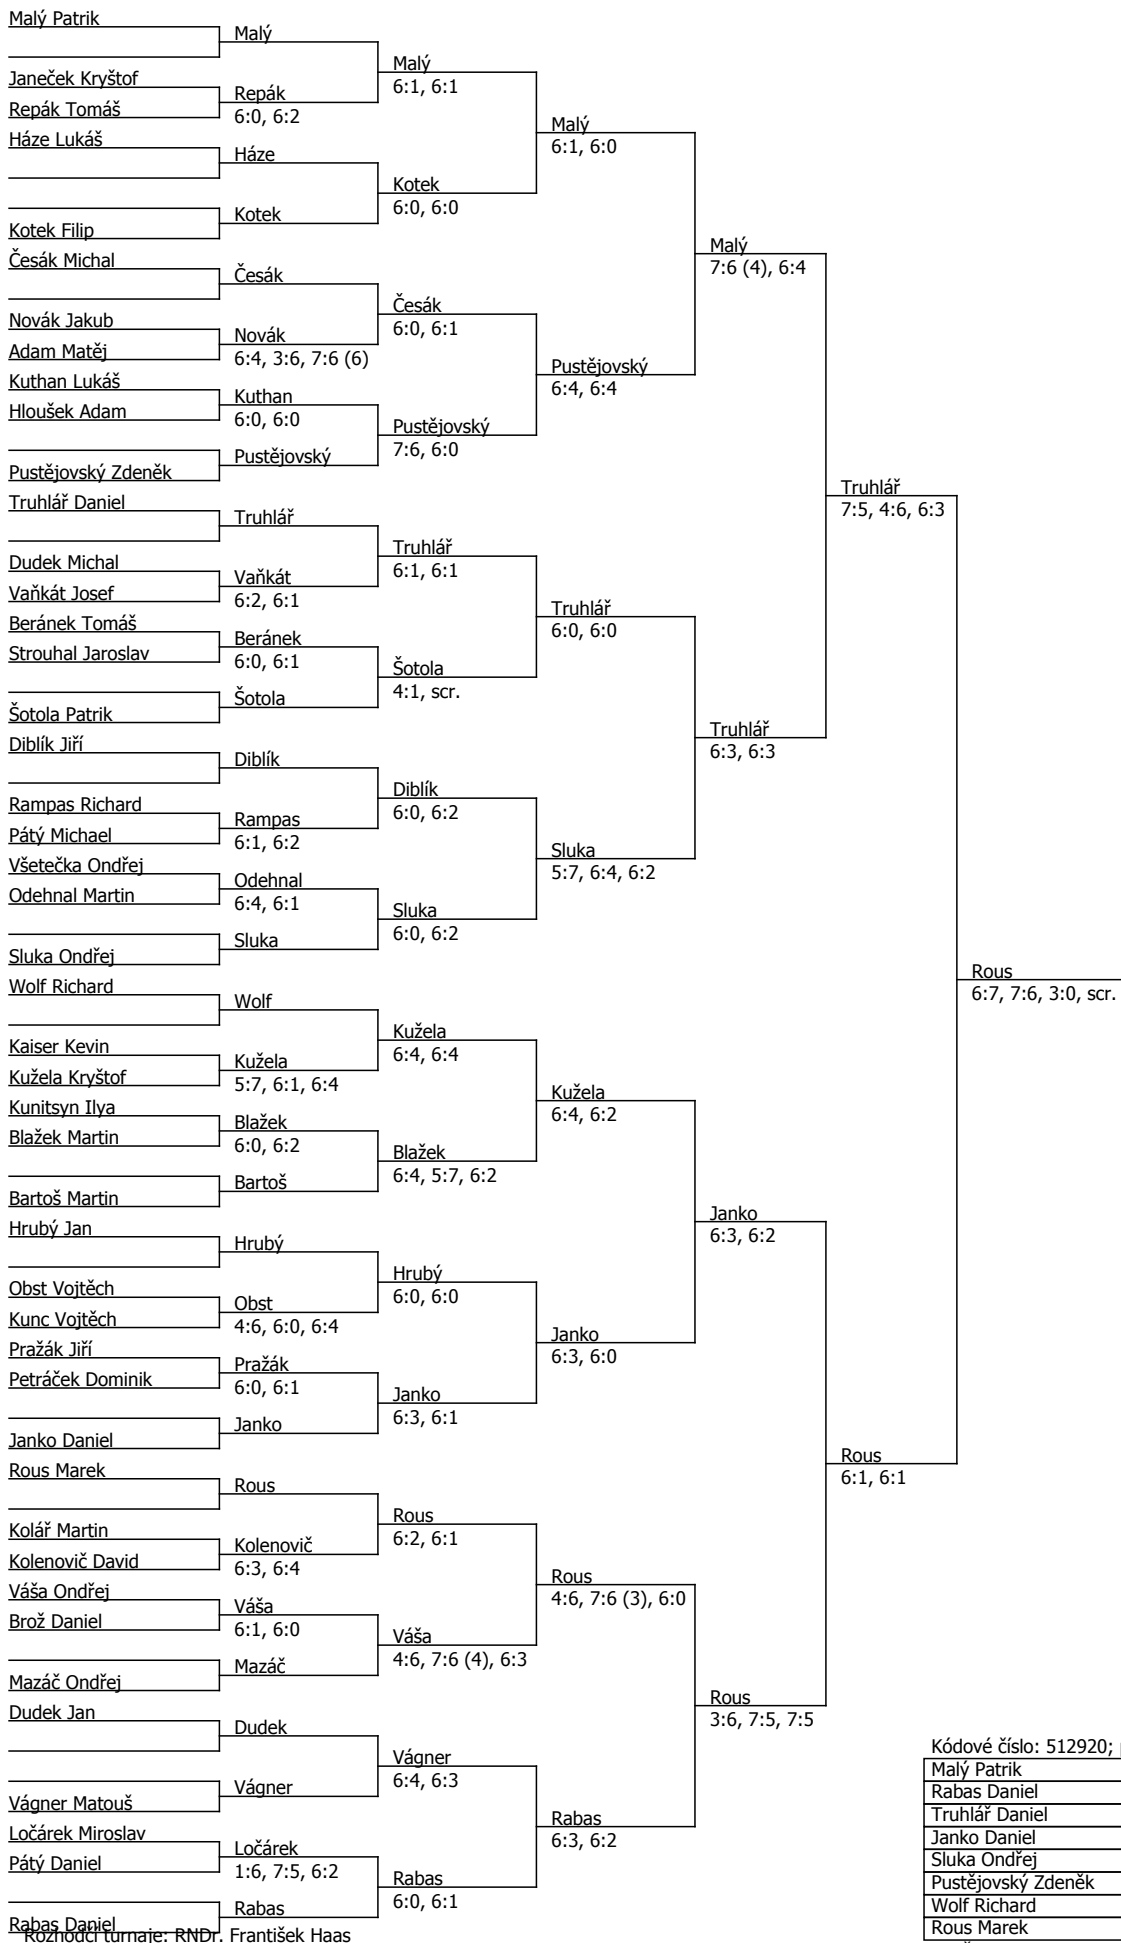 Malý Patrik
Malý
Malý
6:1, 6:1
Janeček Kryštof
Repák
Repák Tomáš
6:0, 6:2
Malý
6:1, 6:0
Háze Lukáš
Háze
Kotek
6:0, 6:0
Kotek
Kotek Filip
Malý
7:6 (4), 6:4
Česák Michal
Česák
Česák
6:0, 6:1
Novák Jakub
Novák
Adam Matěj
6:4, 3:6, 7:6 (6)
Pustějovský
6:4, 6:4
Kuthan Lukáš
Kuthan
Hloušek Adam
6:0, 6:0
Pustějovský
7:6, 6:0
Pustějovský
Pustějovský Zdeněk
Truhlář
7:5, 4:6, 6:3
Truhlář Daniel
Truhlář
Truhlář
6:1, 6:1
Dudek Michal
Vaňkát
Vaňkát Josef
6:2, 6:1
Truhlář
6:0, 6:0
Beránek Tomáš
Beránek
Strouhal Jaroslav
6:0, 6:1
Šotola
4:1, scr.
Šotola
Šotola Patrik
Truhlář
6:3, 6:3
Diblík Jiří
Diblík
Diblík
6:0, 6:2
Rampas Richard
Rampas
Pátý Michael
6:1, 6:2
Sluka
5:7, 6:4, 6:2
Všetečka Ondřej
Odehnal
Odehnal Martin
6:4, 6:1
Sluka
6:0, 6:2
Sluka
Sluka Ondřej
Rous
6:7, 7:6, 3:0, scr.
Wolf Richard
Wolf
Kužela
6:4, 6:4
Kaiser Kevin
Kužela
Kužela Kryštof
5:7, 6:1, 6:4
Kužela
6:4, 6:2
Kunitsyn Ilya
Blažek
Blažek Martin
6:0, 6:2
Blažek
6:4, 5:7, 6:2
Bartoš
Bartoš Martin
Janko
6:3, 6:2
Hrubý Jan
Hrubý
Hrubý
6:0, 6:0
Obst Vojtěch
Obst
Kunc Vojtěch
4:6, 6:0, 6:4
Janko
6:3, 6:0
Pražák Jiří
Pražák
Petráček Dominik
6:0, 6:1
Janko
6:3, 6:1
Janko
Janko Daniel
Rous
6:1, 6:1
Rous Marek
Rous
Rous
6:2, 6:1
Kolář Martin
Kolenovič
Kolenovič David
6:3, 6:4
Rous
4:6, 7:6 (3), 6:0
Váša Ondřej
Váša
Brož Daniel
6:1, 6:0
Váša
4:6, 7:6 (4), 6:3
Mazáč
Mazáč Ondřej
Rous
3:6, 7:5, 7:5
Dudek Jan
Dudek
Vágner
6:4, 6:3
Vágner
Vágner Matouš
Rabas
6:3, 6:2
Ločárek Miroslav
Ločárek
Pátý Daniel
1:6, 7:5, 6:2
Rabas
6:0, 6:1
Rabas
Rabas Daniel
Rozhodčí turnaje: RNDr. František Haas
Kódové číslo: 512920;
Malý Patrik
Rabas Daniel
Truhlář Daniel
Janko Daniel
Sluka Ondřej
Pustějovský Zdeněk
Wolf Richard
Rous Marek